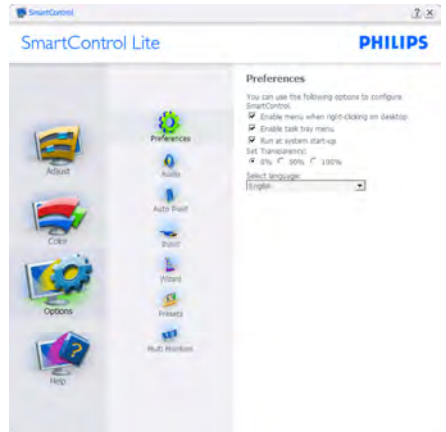 SmartControl
SmartControl Lite
PHILIPS
Preferences
You can use the following options to configure
SmartControl.
Enable menu when right-clicking on desktop
Enable task tray menu
Run at system start-up
Set Transparency:
0% 50% 100%
Select language:
English
Adjust
Color
Options
Help
Preferences
Audio
Auto Pivot
Input
Wizard
Presets
Multi Monitors